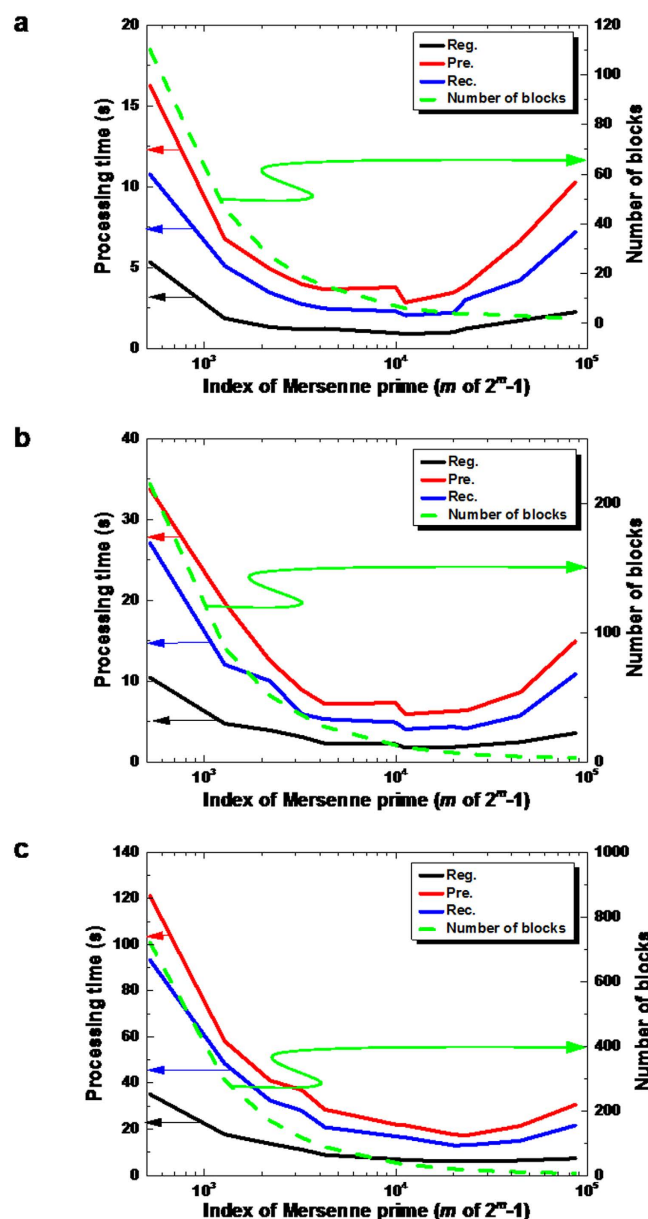 a
20
15
10
5
0
Processing time (s)
120
100
80
60
40
20
0
Number of blocks
Reg.
Pre.
Rec.
Number of blocks
10³
10⁴
10⁵
Index of Mersenne prime (m of 2ᵐ-1)
b
40
30
20
10
0
Processing time (s)
200
100
0
Number of blocks
Reg.
Pre.
Rec.
Number of blocks
10³
10⁴
10⁵
Index of Mersenne prime (m of 2ᵐ-1)
c
140
120
100
80
60
40
20
0
Processing time (s)
1000
800
600
400
200
0
Number of blocks
Reg.
Pre.
Rec.
Number of blocks
10³
10⁴
10⁵
Index of Mersenne prime (m of 2ᵐ-1)